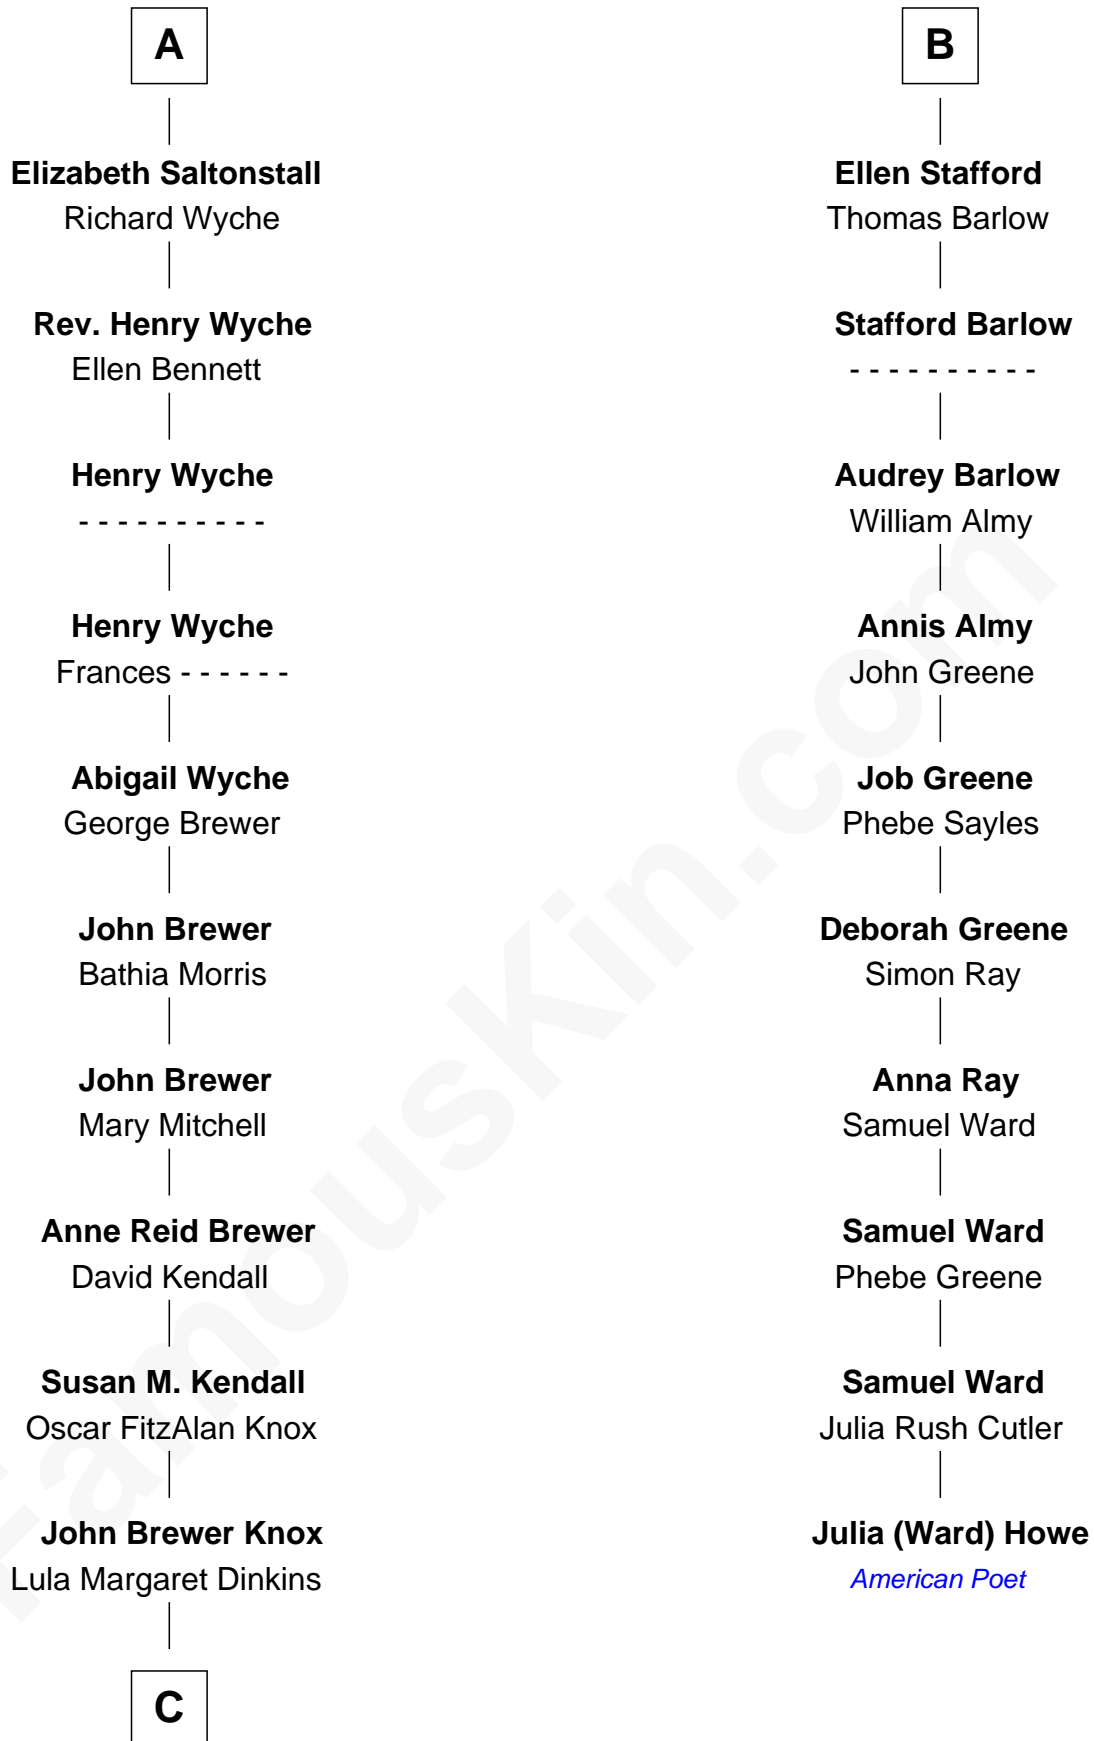 A
Elizabeth Saltonstall
Richard Wyche
Rev. Henry Wyche
Ellen Bennett
Henry Wyche
- - - - - - - - - -
Henry Wyche
Frances - - - - - -
Abigail Wyche
George Brewer
John Brewer
Bathia Morris
John Brewer
Mary Mitchell
Anne Reid Brewer
David Kendall
Susan M. Kendall
Oscar FitzAlan Knox
John Brewer Knox
Lula Margaret Dinkins
C
B
Ellen Stafford
Thomas Barlow
Stafford Barlow
- - - - - - - - - -
Audrey Barlow
William Almy
Annis Almy
John Greene
Job Greene
Phebe Sayles
Deborah Greene
Simon Ray
Anna Ray
Samuel Ward
Samuel Ward
Phebe Greene
Samuel Ward
Julia Rush Cutler
Julia (Ward) Howe
American Poet
FamousKin.com